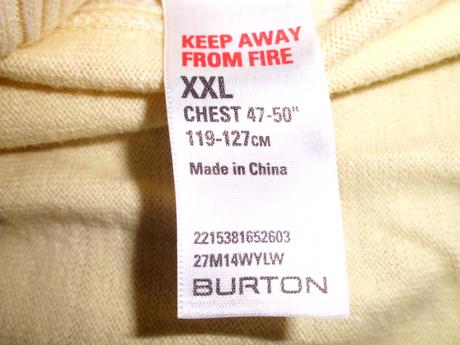 KEEP AWAY
FROM FIRE
XXL
CHEST 47-50"
119-127CM
Made in China
2215381652603
27M14WYLW
BURTON